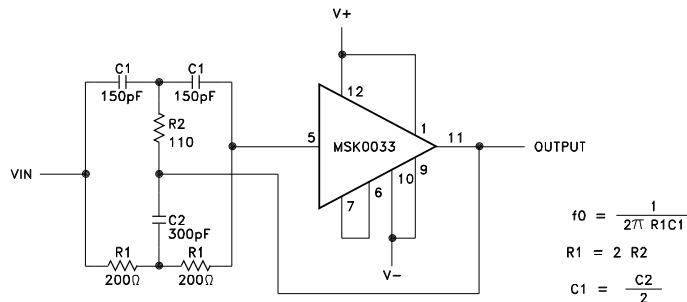 V+
C1
C1
150pF
150pF
12
R2
110
1
5
MSK0033
11
OUTPUT
VIN
10
9
6
7
C2
300pF
R1
R1
200Ω
200Ω
V-
f0 = 1 / 2π R1C1
R1 = 2 R2
C1 = C2 / 2